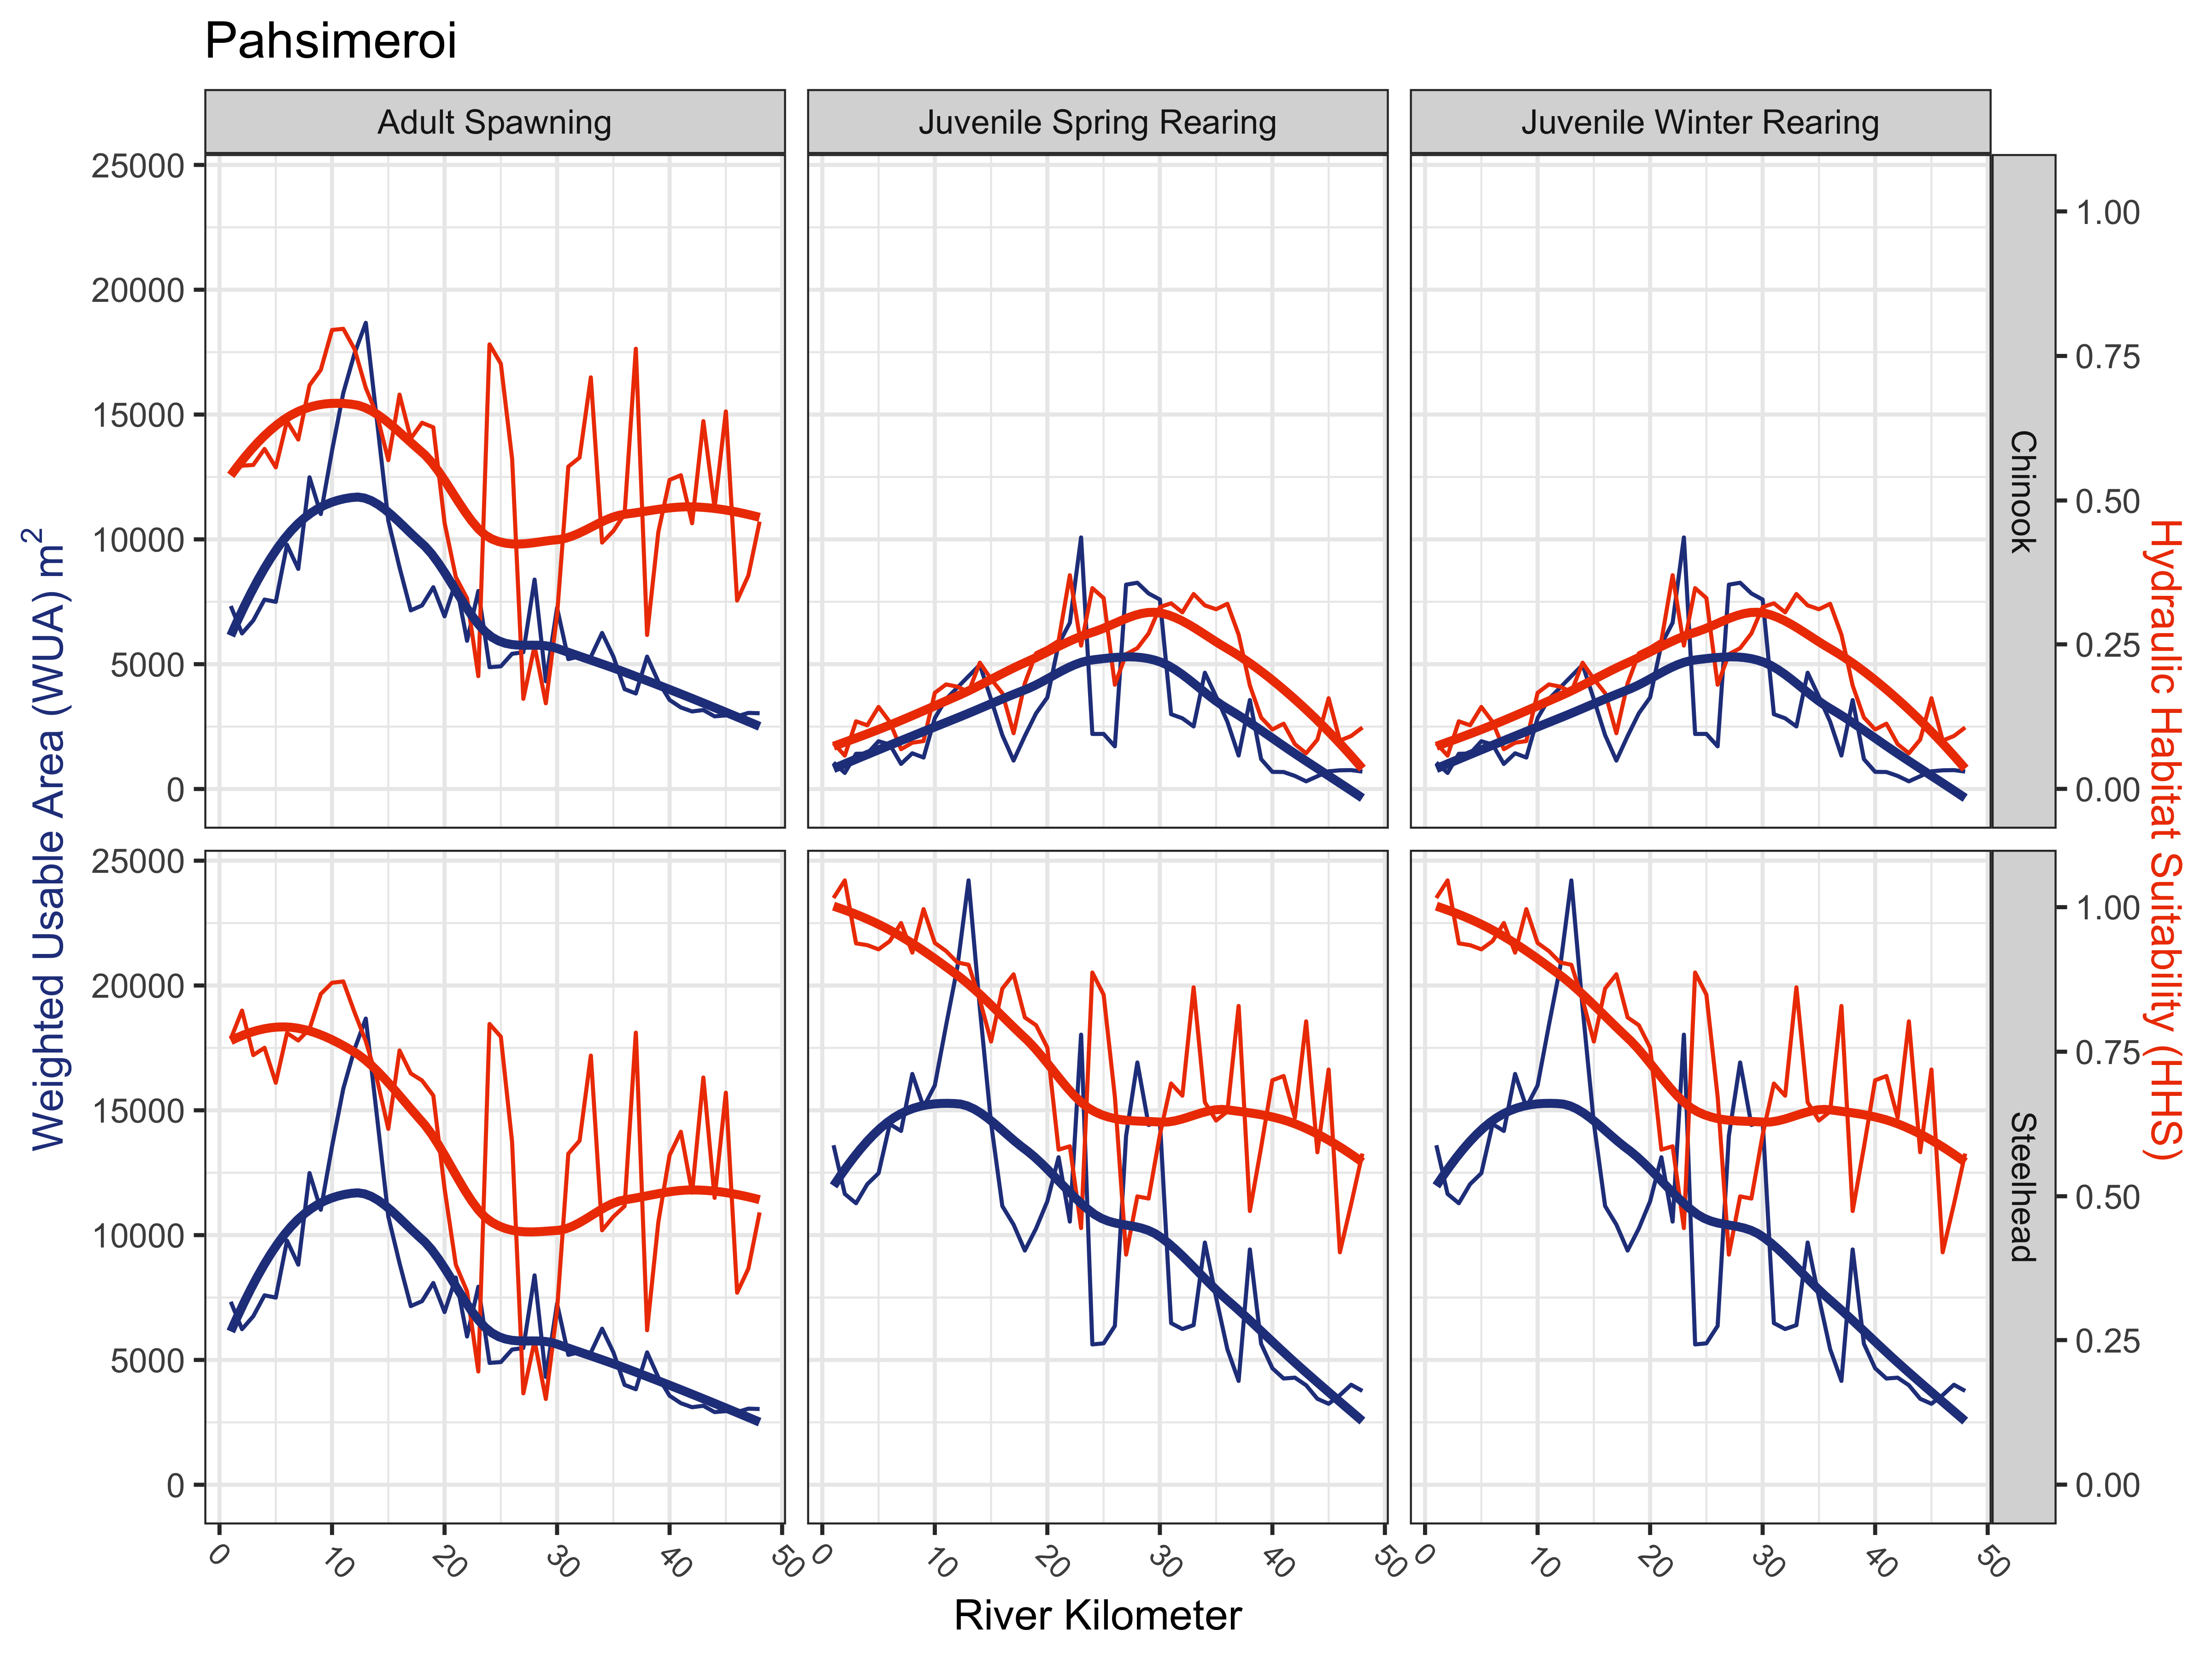 Pahsimeroi
Adult Spawning
Juvenile Spring Rearing
Juvenile Winter Rearing
Weighted Usable Area (WUA) m²
25000
20000
15000
10000
5000
0
1.00
0.75
0.50
0.25
0.00
Chinook
25000
20000
15000
10000
5000
0
1.00
0.75
0.50
0.25
0.00
Steelhead
Hydraulic Habitat Suitability (HHS)
0 10 20 30 40 50
0 10 20 30 40 50
0 10 20 30 40 50
River Kilometer